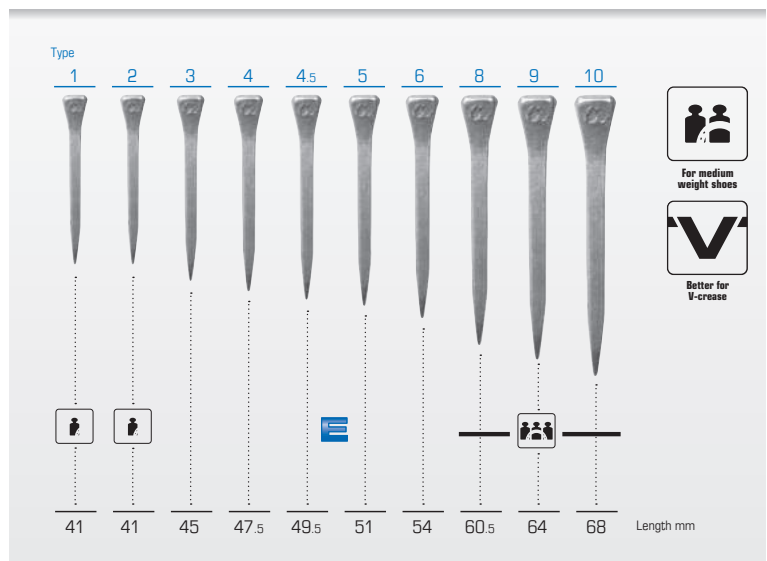 Type
1 2 3 4 4.5 5 6 8 9 10
For medium
weight shoes
V
Better for
V-crease
E
41 41 45 47.5 49.5 51 54 60.5 64 68 Length mm